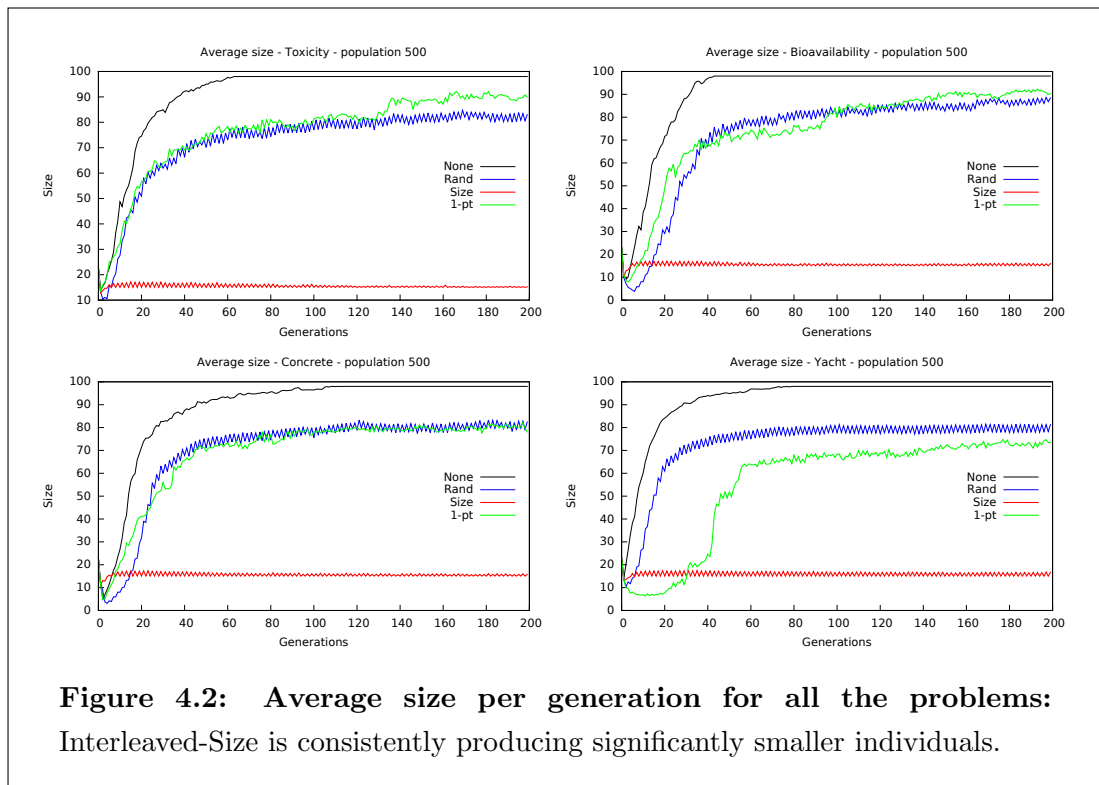 Average size - Toxicity - population 500
100
90
80
70
60
50
40
30
20
10
Size
0 20 40 60 80 100 120 140 160 180 200
Generations
None
Rand
Size
1-pt
Average size - Bioavailability - population 500
100
90
80
70
60
50
40
30
20
10
0
Size
0 20 40 60 80 100 120 140 160 180 200
Generations
None
Rand
Size
1-pt
Average size - Concrete - population 500
100
90
80
70
60
50
40
30
20
10
0
Size
0 20 40 60 80 100 120 140 160 180 200
Generations
None
Rand
Size
1-pt
Average size - Yacht - population 500
100
90
80
70
60
50
40
30
20
10
0
Size
0 20 40 60 80 100 120 140 160 180 200
Generations
None
Rand
Size
1-pt
Figure 4.2: Average size per generation for all the problems:
Interleaved-Size is consistently producing significantly smaller individuals.